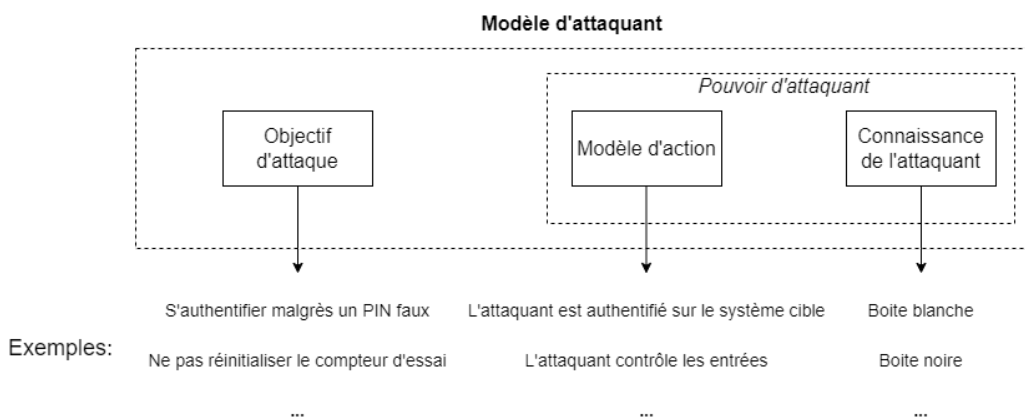 Modèle d'attaquant
Pouvoir d'attaquant
Objectif
d'attaque
Modèle d'action
Connaissance
de l'attaquant
S'authentifier malgrès un PIN faux
L'attaquant est authentifié sur le système cible
Boite blanche
Exemples:
Ne pas réinitialiser le compteur d'essai
L'attaquant contrôle les entrées
Boite noire
...
...
...